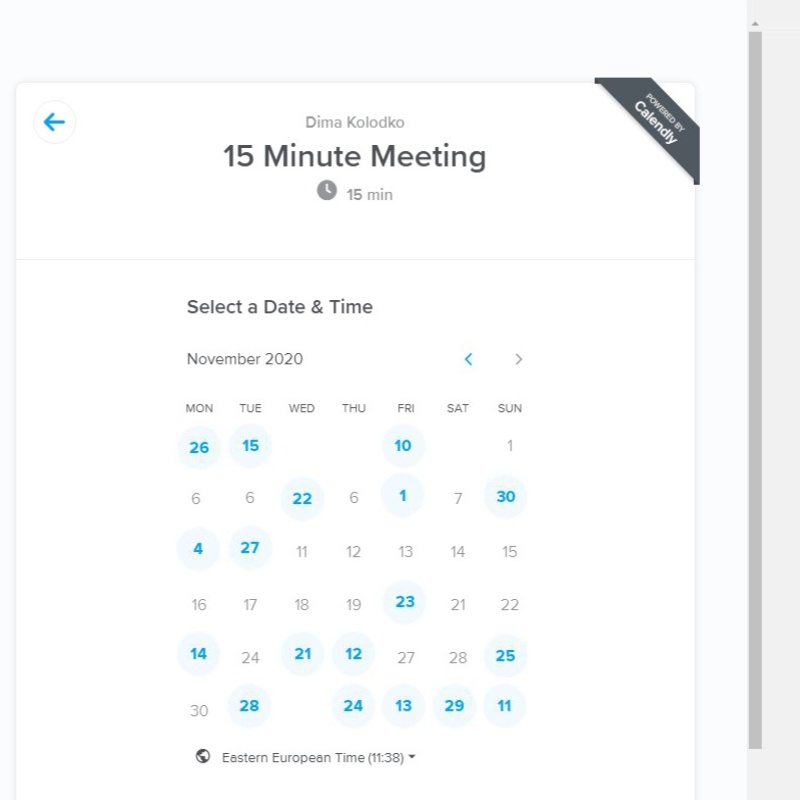 POWERED BY
Calendly
Dima Kolodko
15 Minute Meeting
15 min
Select a Date & Time
November 2020
MON TUE WED THU FRI SAT SUN
26 15 10 1
6 6 22 6 1 7 30
4 27 11 12 13 14 15
16 17 18 19 23 21 22
14 24 21 12 27 28 25
30 28 24 13 29 11
Eastern European Time (11:38)